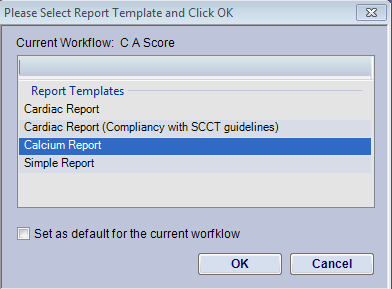 Please Select Report Template and Click OK
Current Workflow: C A Score
Report Templates
Cardiac Report
Cardiac Report (Compliancy with SCCT guidelines)
Calcium Report
Simple Report
Set as default for the current worfklow
OK Cancel